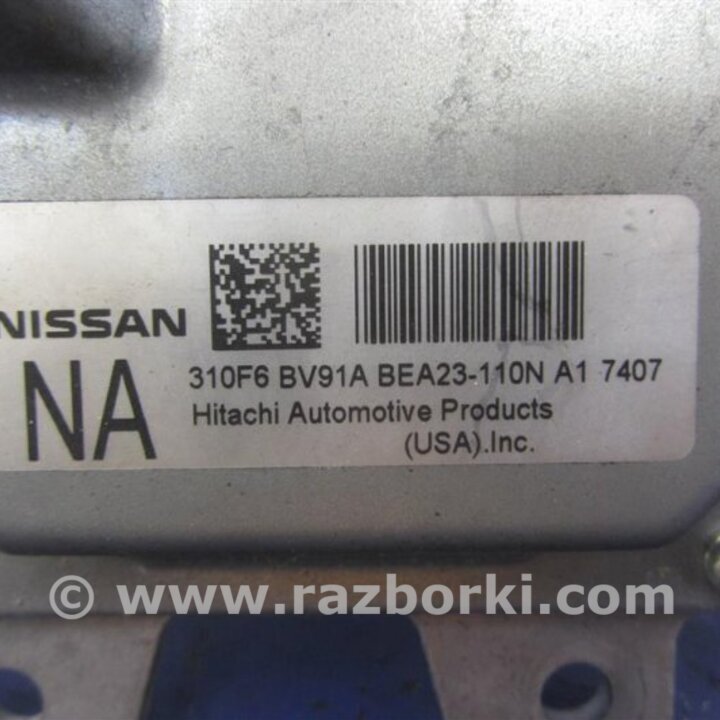 NISSAN
NA
310F6 BV91A BEA23-110N A1 7407
Hitachi Automotive Products
(USA).Inc.
© www.razborki.com